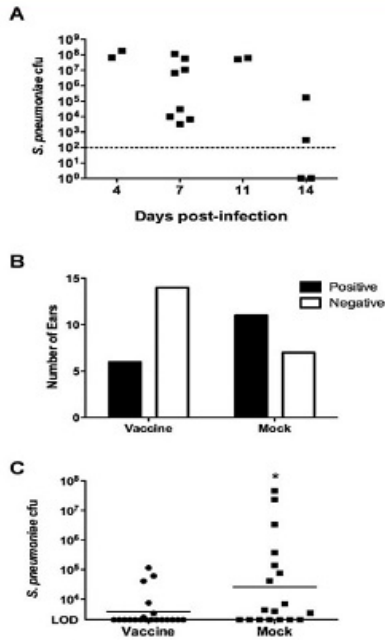 A
S. pneumoniae cfu
10⁹
10⁸
10⁷
10⁶
10⁵
10⁴
10³
10²
10¹
10⁰
4 7 11 14
Days post-infection
B
Number of Ears
15
10
5
0
Positive
Negative
Vaccine Mock
C
S. pneumoniae cfu
*
10⁸
10⁷
10⁶
10⁴
LOD
Vaccine Mock